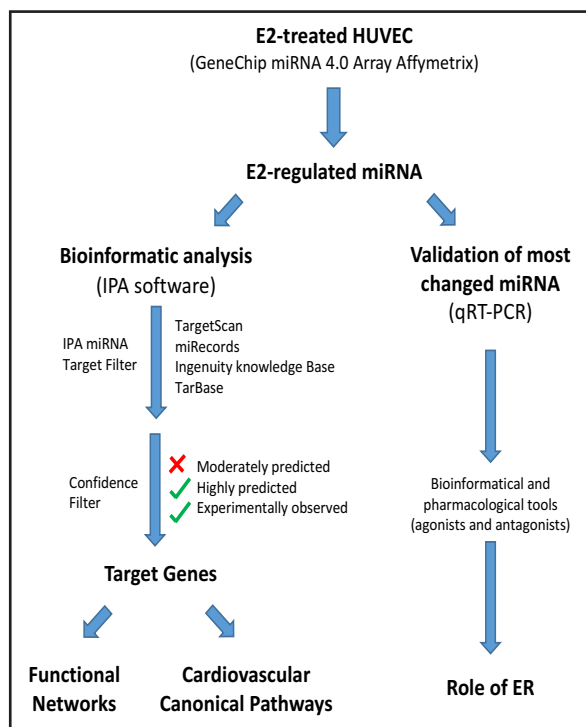 E2-treated HUVEC
(GeneChip miRNA 4.0 Array Affymetrix)
E2-regulated miRNA
Bioinformatic analysis
(IPA software)
IPA miRNA
Target Filter
TargetScan
miRecords
Ingenuity knowledge Base
TarBase
Confidence
Filter
Moderately predicted
Highly predicted
Experimentally observed
Target Genes
Functional
Networks
Cardiovascular
Canonical Pathways
Validation of most
changed miRNA
(qRT-PCR)
Bioinformatical and
pharmacological tools
(agonists and antagonists)
Role of ER